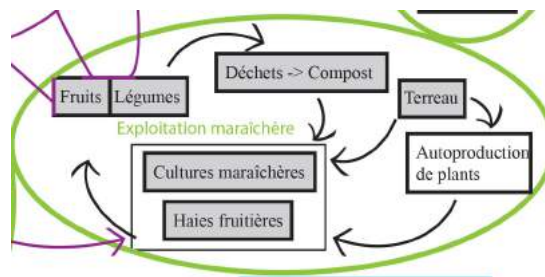 Déchets -> Compost
Fruits
Légumes
Terreau
Exploitation maraîchère
Autoproduction
de plants
Cultures maraîchères
Haies fruitières